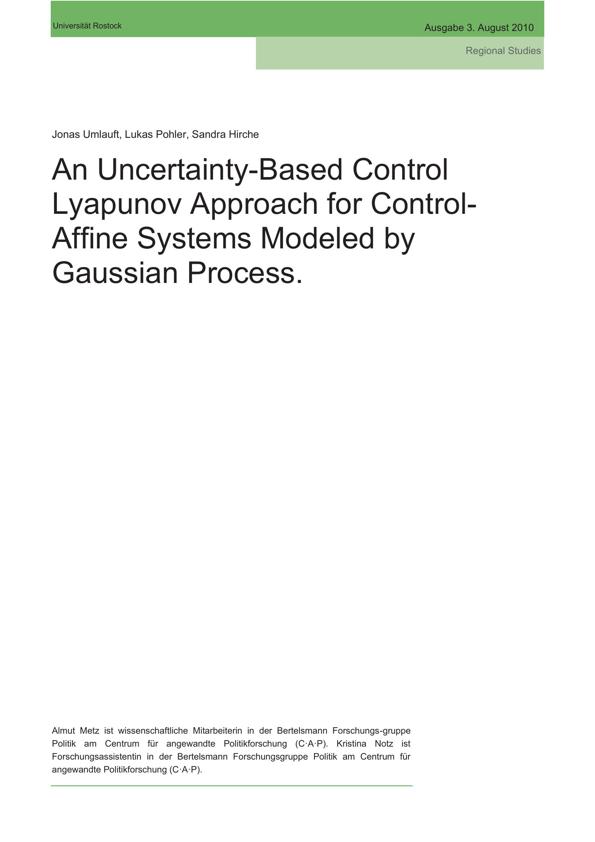 Universität Rostock
Ausgabe 3. August 2010
Regional Studies
Jonas Umlauft, Lukas Pohler, Sandra Hirche
An Uncertainty-Based Control
Lyapunov Approach for Control-
Affine Systems Modeled by
Gaussian Process.
Almut Metz ist wissenschaftliche Mitarbeiterin in der Bertelsmann Forschungs-gruppe
Politik am Centrum für angewandte Politikforschung (C·A·P). Kristina Notz ist
Forschungsassistentin in der Bertelsmann Forschungsgruppe Politik am Centrum für
angewandte Politikforschung (C·A·P).